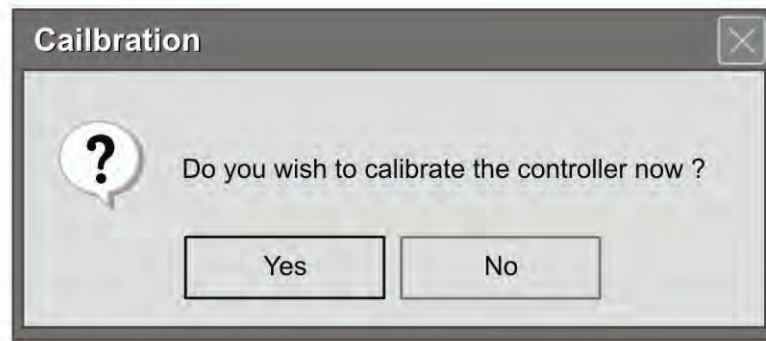 Cailbration
?
Do you wish to calibrate the controller now ?
Yes
No